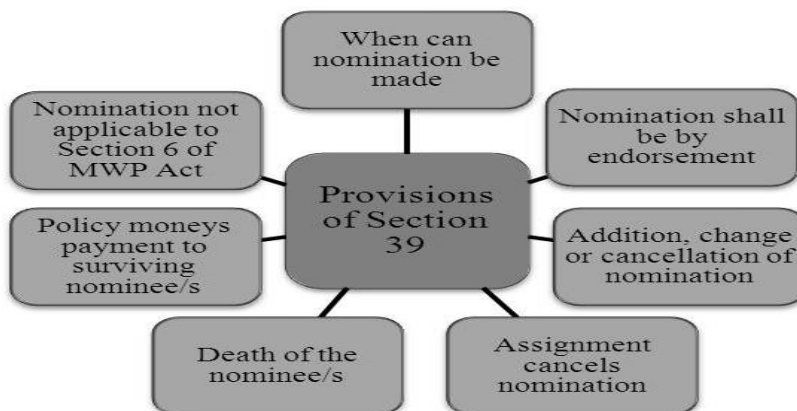 When can
nomination be
made
Nomination shall
be by
endorsement
Addition, change
or cancellation of
nomination
Assignment
cancels
nomination
Death of the
nominee/s
Policy moneys
payment to
surviving
nominee/s
Nomination not
applicable to
Section 6 of
MWP Act
Provisions
of Section
39